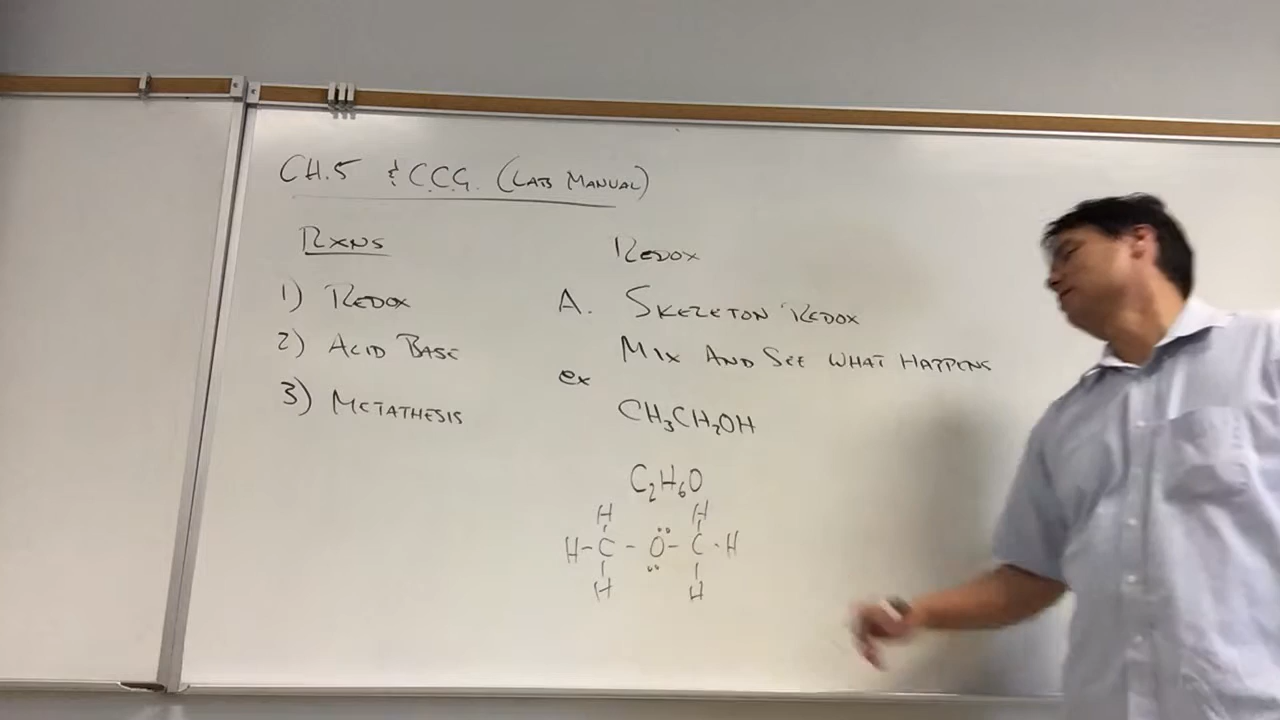 CH.5 & C.C.G. (LAB MANUAL)
RXNS
1) REDOX
2) ACID BASE
3) METATHESIS
REDOX
A. SKELETON REDOX
MIX AND SEE WHAT HAPPENS
ex
CH₃CH₂OH
C₂H₆O
H H
H-C-O-C-H
H H